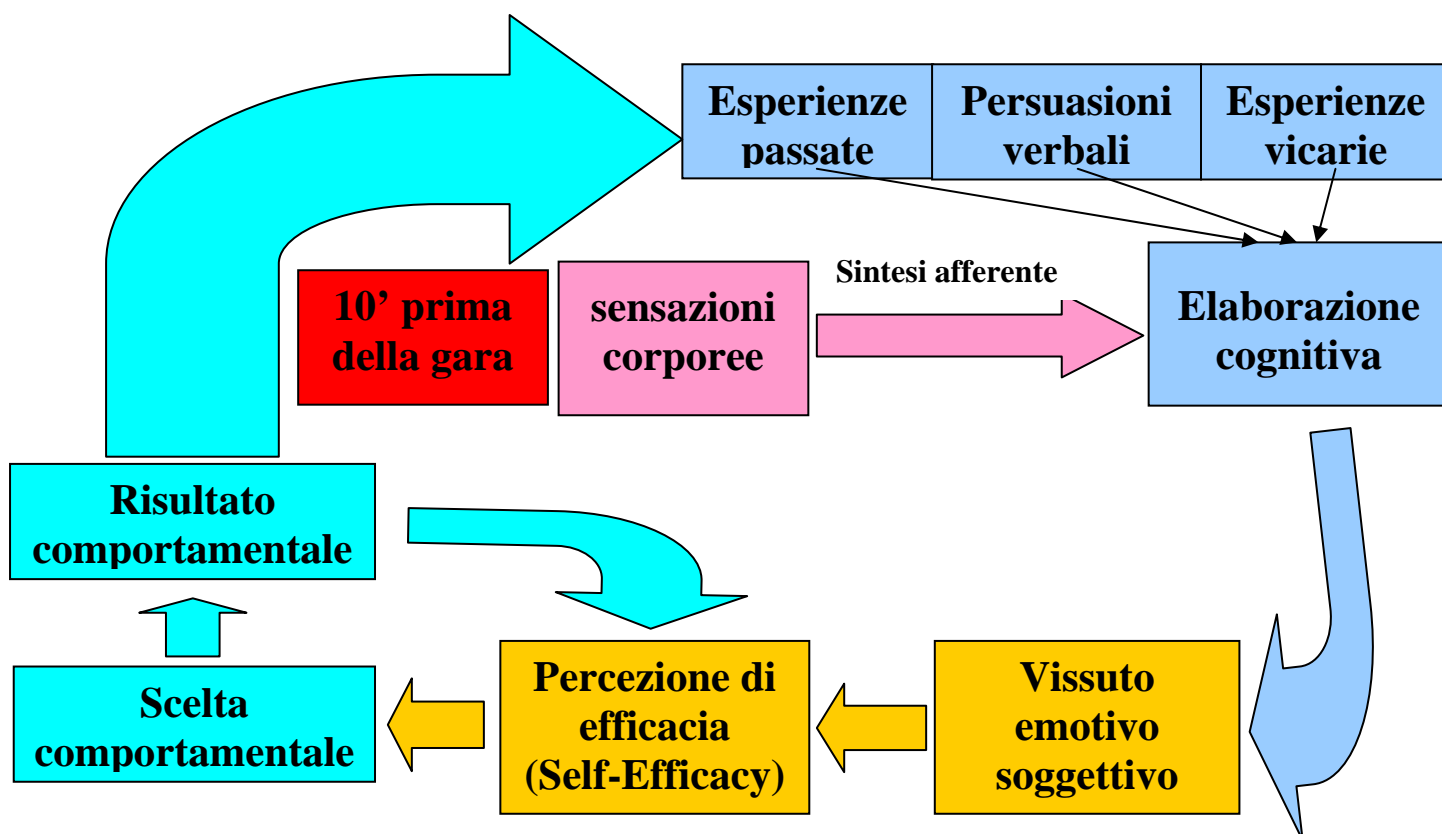 Esperienze
passate
Persuasioni
verbali
Esperienze
vicarie
10’ prima
della gara
sensazioni
corporee
Sintesi afferente
Elaborazione
cognitiva
Risultato
comportamentale
Scelta
comportamentale
Percezione di
efficacia
(Self-Efficacy)
Vissuto
emotivo
soggettivo